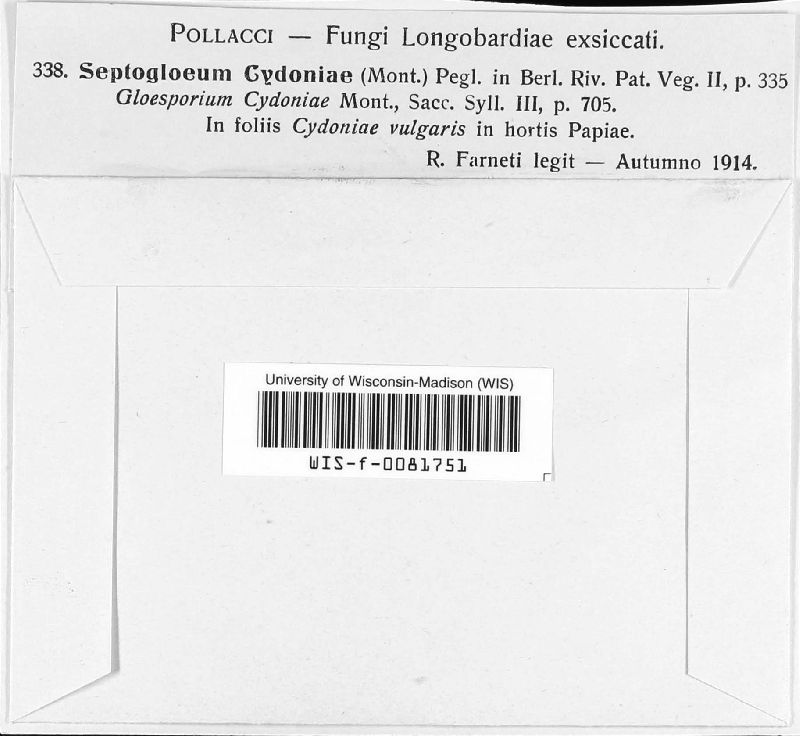 POLLACCI — Fungi Longobardiae exsiccati.
338. Septogloeum Cydoniae (Mont.) Pegl. in Berl. Riv. Pat. Veg. II, p. 335
Gloesporium Cydoniae Mont., Sacc. Syll. III, p. 705.
In foliis Cydoniae vulgaris in hortis Papiae.
R. Farneti legit — Autumno 1914.
University of Wisconsin-Madison (WIS)
WIS-f-0081751